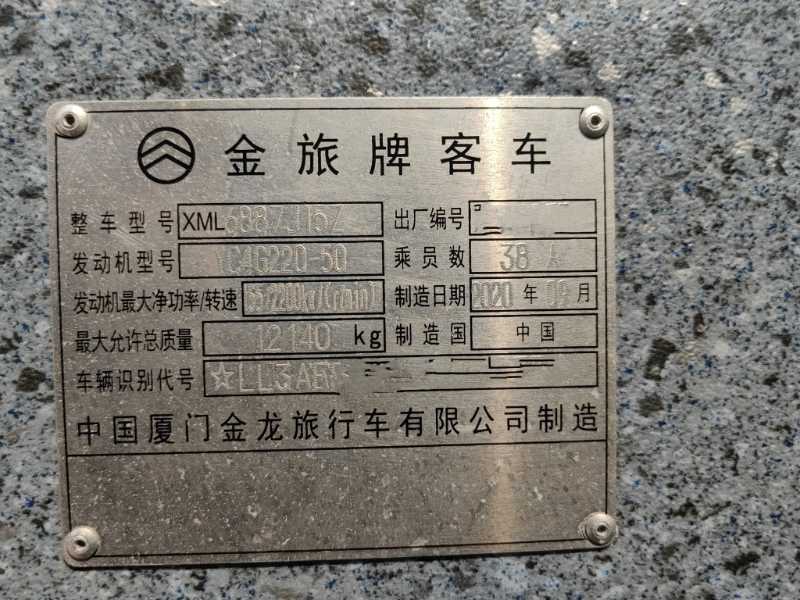 金旅牌客车
整车型号 XML6887J15Z 出厂编号
发动机型号 YC4G220-50 乘员数 38 人
发动机最大净功率/转速 制造日期 2020 年 09 月
最大允许总质量 12140 kg 制造国 中国
车辆识别代号 ☆LL3AB
中国厦门金龙旅行车有限公司制造